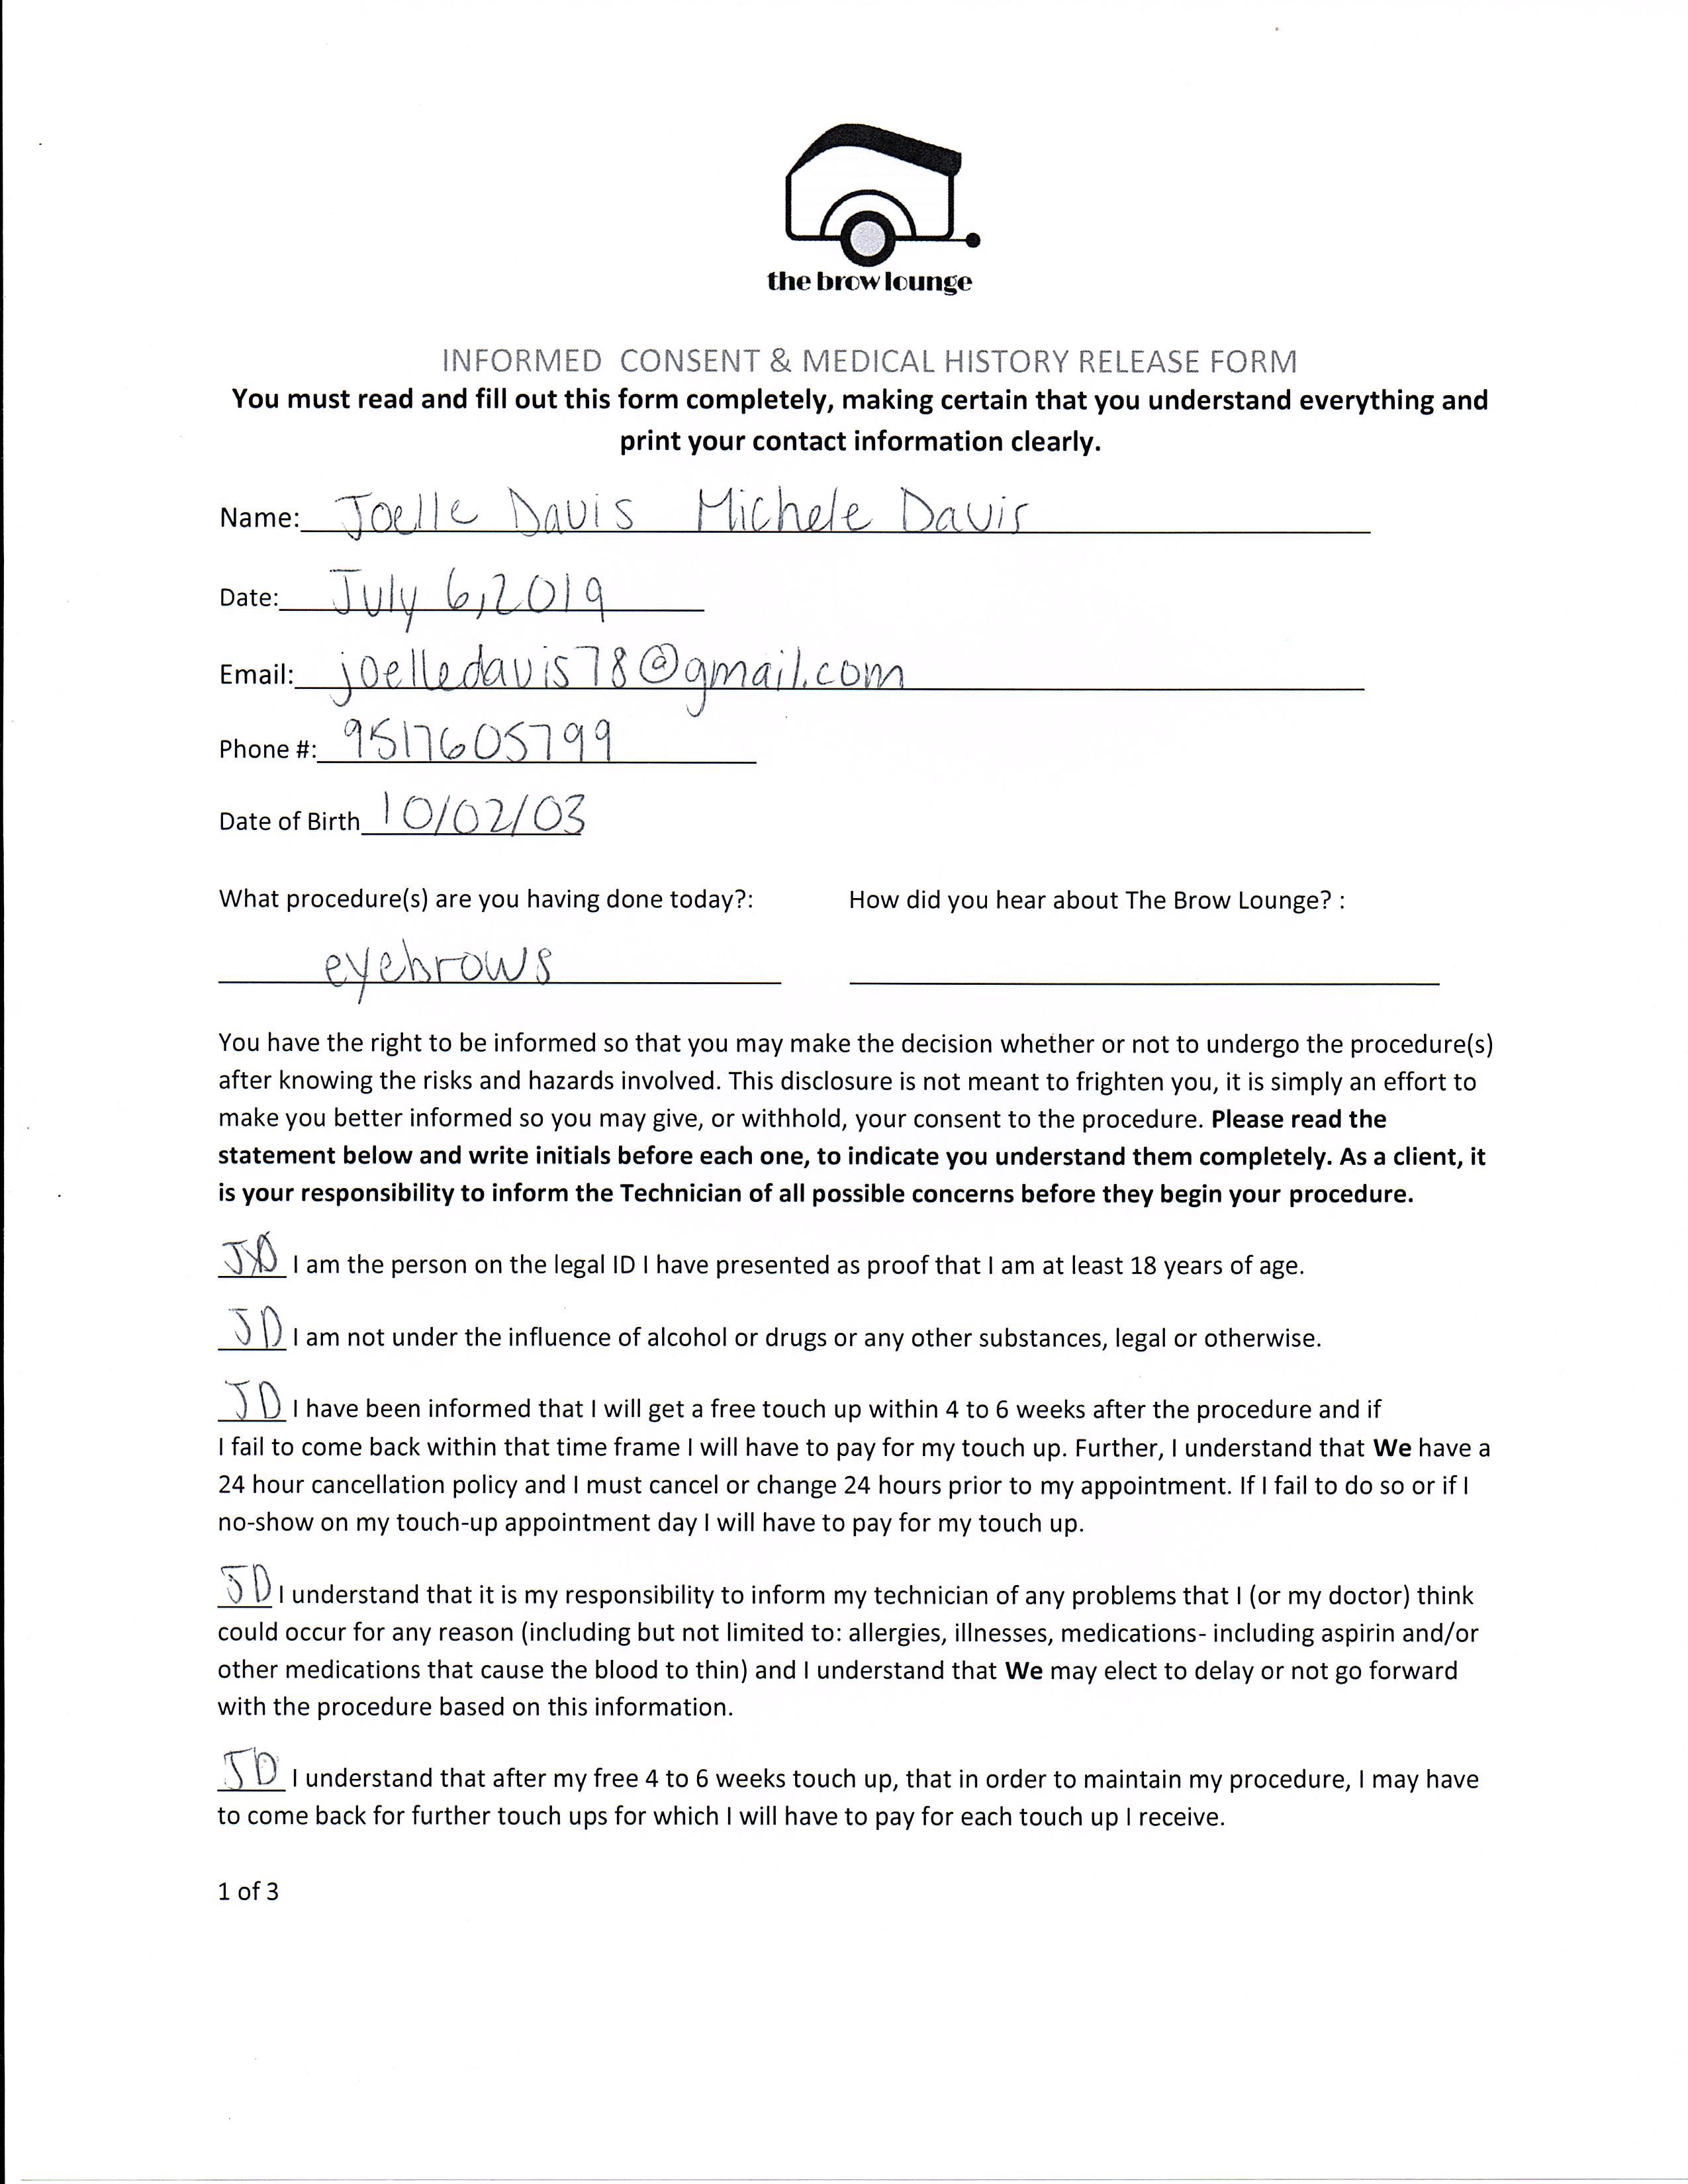 the brow lounge
INFORMED CONSENT & MEDICAL HISTORY RELEASE FORM
You must read and fill out this form completely, making certain that you understand everything and
print your contact information clearly.
Name: Joelle Davis Michele Davis
Date: July 6, 2019
Email: joelledavis78@gmail.com
Phone #: 9517605799
Date of Birth 10/02/03
What procedure(s) are you having done today?: How did you hear about The Brow Lounge? :
eyebrows
You have the right to be informed so that you may make the decision whether or not to undergo the procedure(s)
after knowing the risks and hazards involved. This disclosure is not meant to frighten you, it is simply an effort to
make you better informed so you may give, or withhold, your consent to the procedure. Please read the
statement below and write initials before each one, to indicate you understand them completely. As a client, it
is your responsibility to inform the Technician of all possible concerns before they begin your procedure.
JD I am the person on the legal ID I have presented as proof that I am at least 18 years of age.
JD I am not under the influence of alcohol or drugs or any other substances, legal or otherwise.
JD I have been informed that I will get a free touch up within 4 to 6 weeks after the procedure and if
I fail to come back within that time frame I will have to pay for my touch up. Further, I understand that We have a
24 hour cancellation policy and I must cancel or change 24 hours prior to my appointment. If I fail to do so or if I
no-show on my touch-up appointment day I will have to pay for my touch up.
JD I understand that it is my responsibility to inform my technician of any problems that I (or my doctor) think
could occur for any reason (including but not limited to: allergies, illnesses, medications- including aspirin and/or
other medications that cause the blood to thin) and I understand that We may elect to delay or not go forward
with the procedure based on this information.
JD I understand that after my free 4 to 6 weeks touch up, that in order to maintain my procedure, I may have
to come back for further touch ups for which I will have to pay for each touch up I receive.
1 of 3